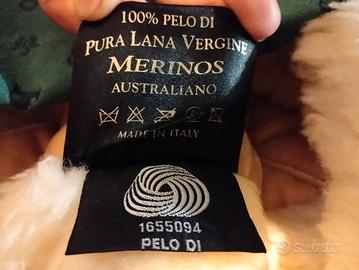 100% PELO DI
PURA LANA VERGINE
MERINOS
AUSTRALIANO
MADE IN ITALY
1655094
PELO DI
subito